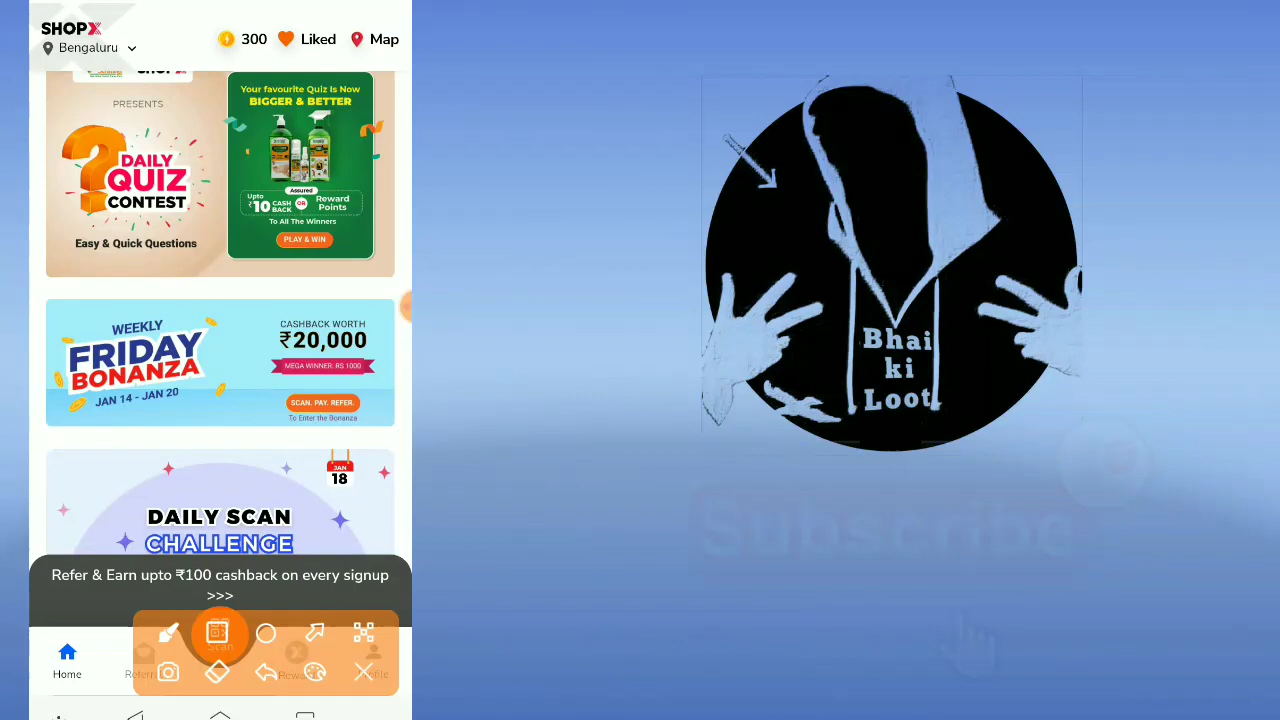 SHOPX
Bengaluru
300
Liked
Map
SHOPX
PRESENTS
DAILY
QUIZ
CONTEST
Easy & Quick Questions
Your favourite Quiz Is Now
BIGGER & BETTER
Assured
Upto
₹10 CASH BACK
OR
Reward Points
To All The Winners
PLAY & WIN
WEEKLY
FRIDAY
BONANZA
JAN 14 - JAN 20
CASHBACK WORTH
₹20,000
MEGA WINNER: RS 1000
SCAN. PAY. REFER.
To Enter the Bonanza
JAN
18
DAILY SCAN
CHALLENGE
Refer & Earn upto ₹100 cashback on every signup
>>>
Scan
Home
Bhai
ki
Loot
Subscribe